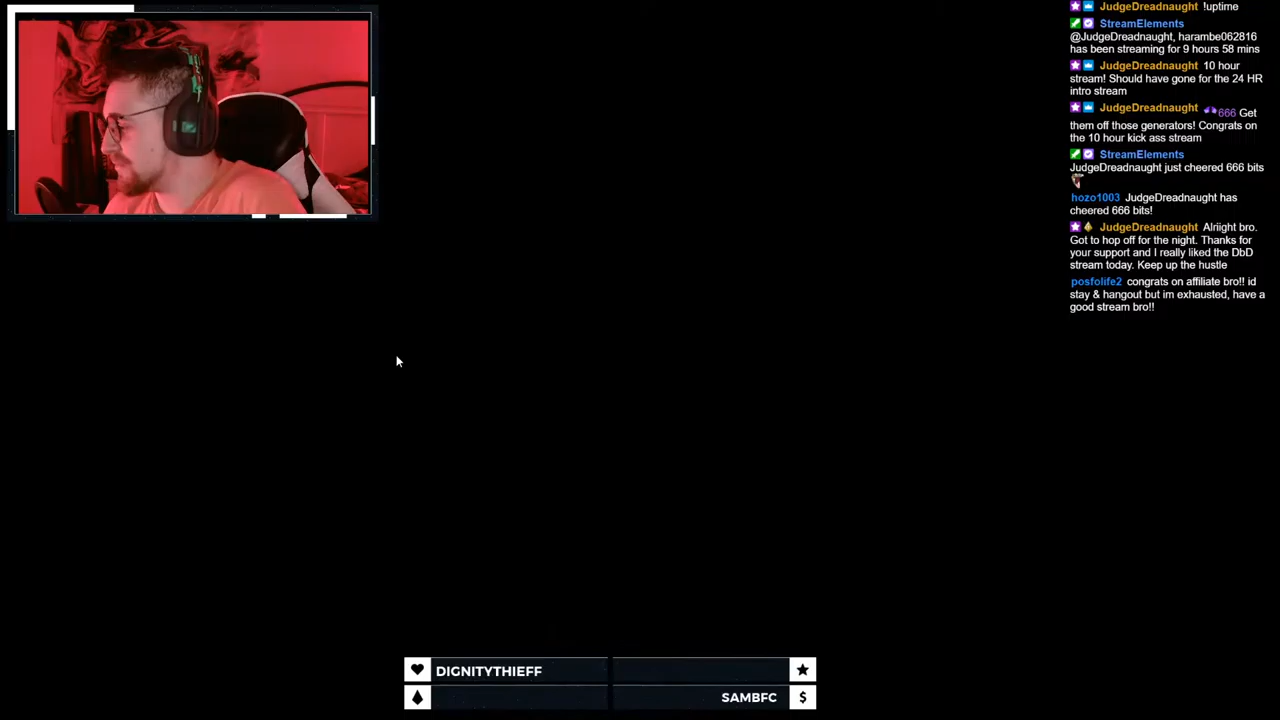 JudgeDreadnaught !uptime
StreamElements
@JudgeDreadnaught, harambe062816
has been streaming for 9 hours 58 mins
JudgeDreadnaught 10 hour
stream! Should have gone for the 24 HR
intro stream
JudgeDreadnaught 666 Get
them off those generators! Congrats on
the 10 hour kick ass stream
StreamElements
JudgeDreadnaught just cheered 666 bits
hozo1003 JudgeDreadnaught has
cheered 666 bits!
JudgeDreadnaught Alriight bro.
Got to hop off for the night. Thanks for
your support and I really liked the DbD
stream today. Keep up the hustle
posfolife2 congrats on affiliate bro!! id
stay & hangout but im exhausted, have a
good stream bro!!
DIGNITYTHIEFF
SAMBFC $